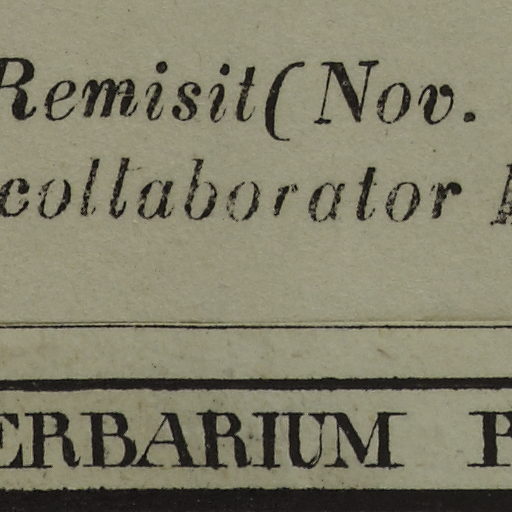 Remisit (Nov.
collaborator
ERBARIUM